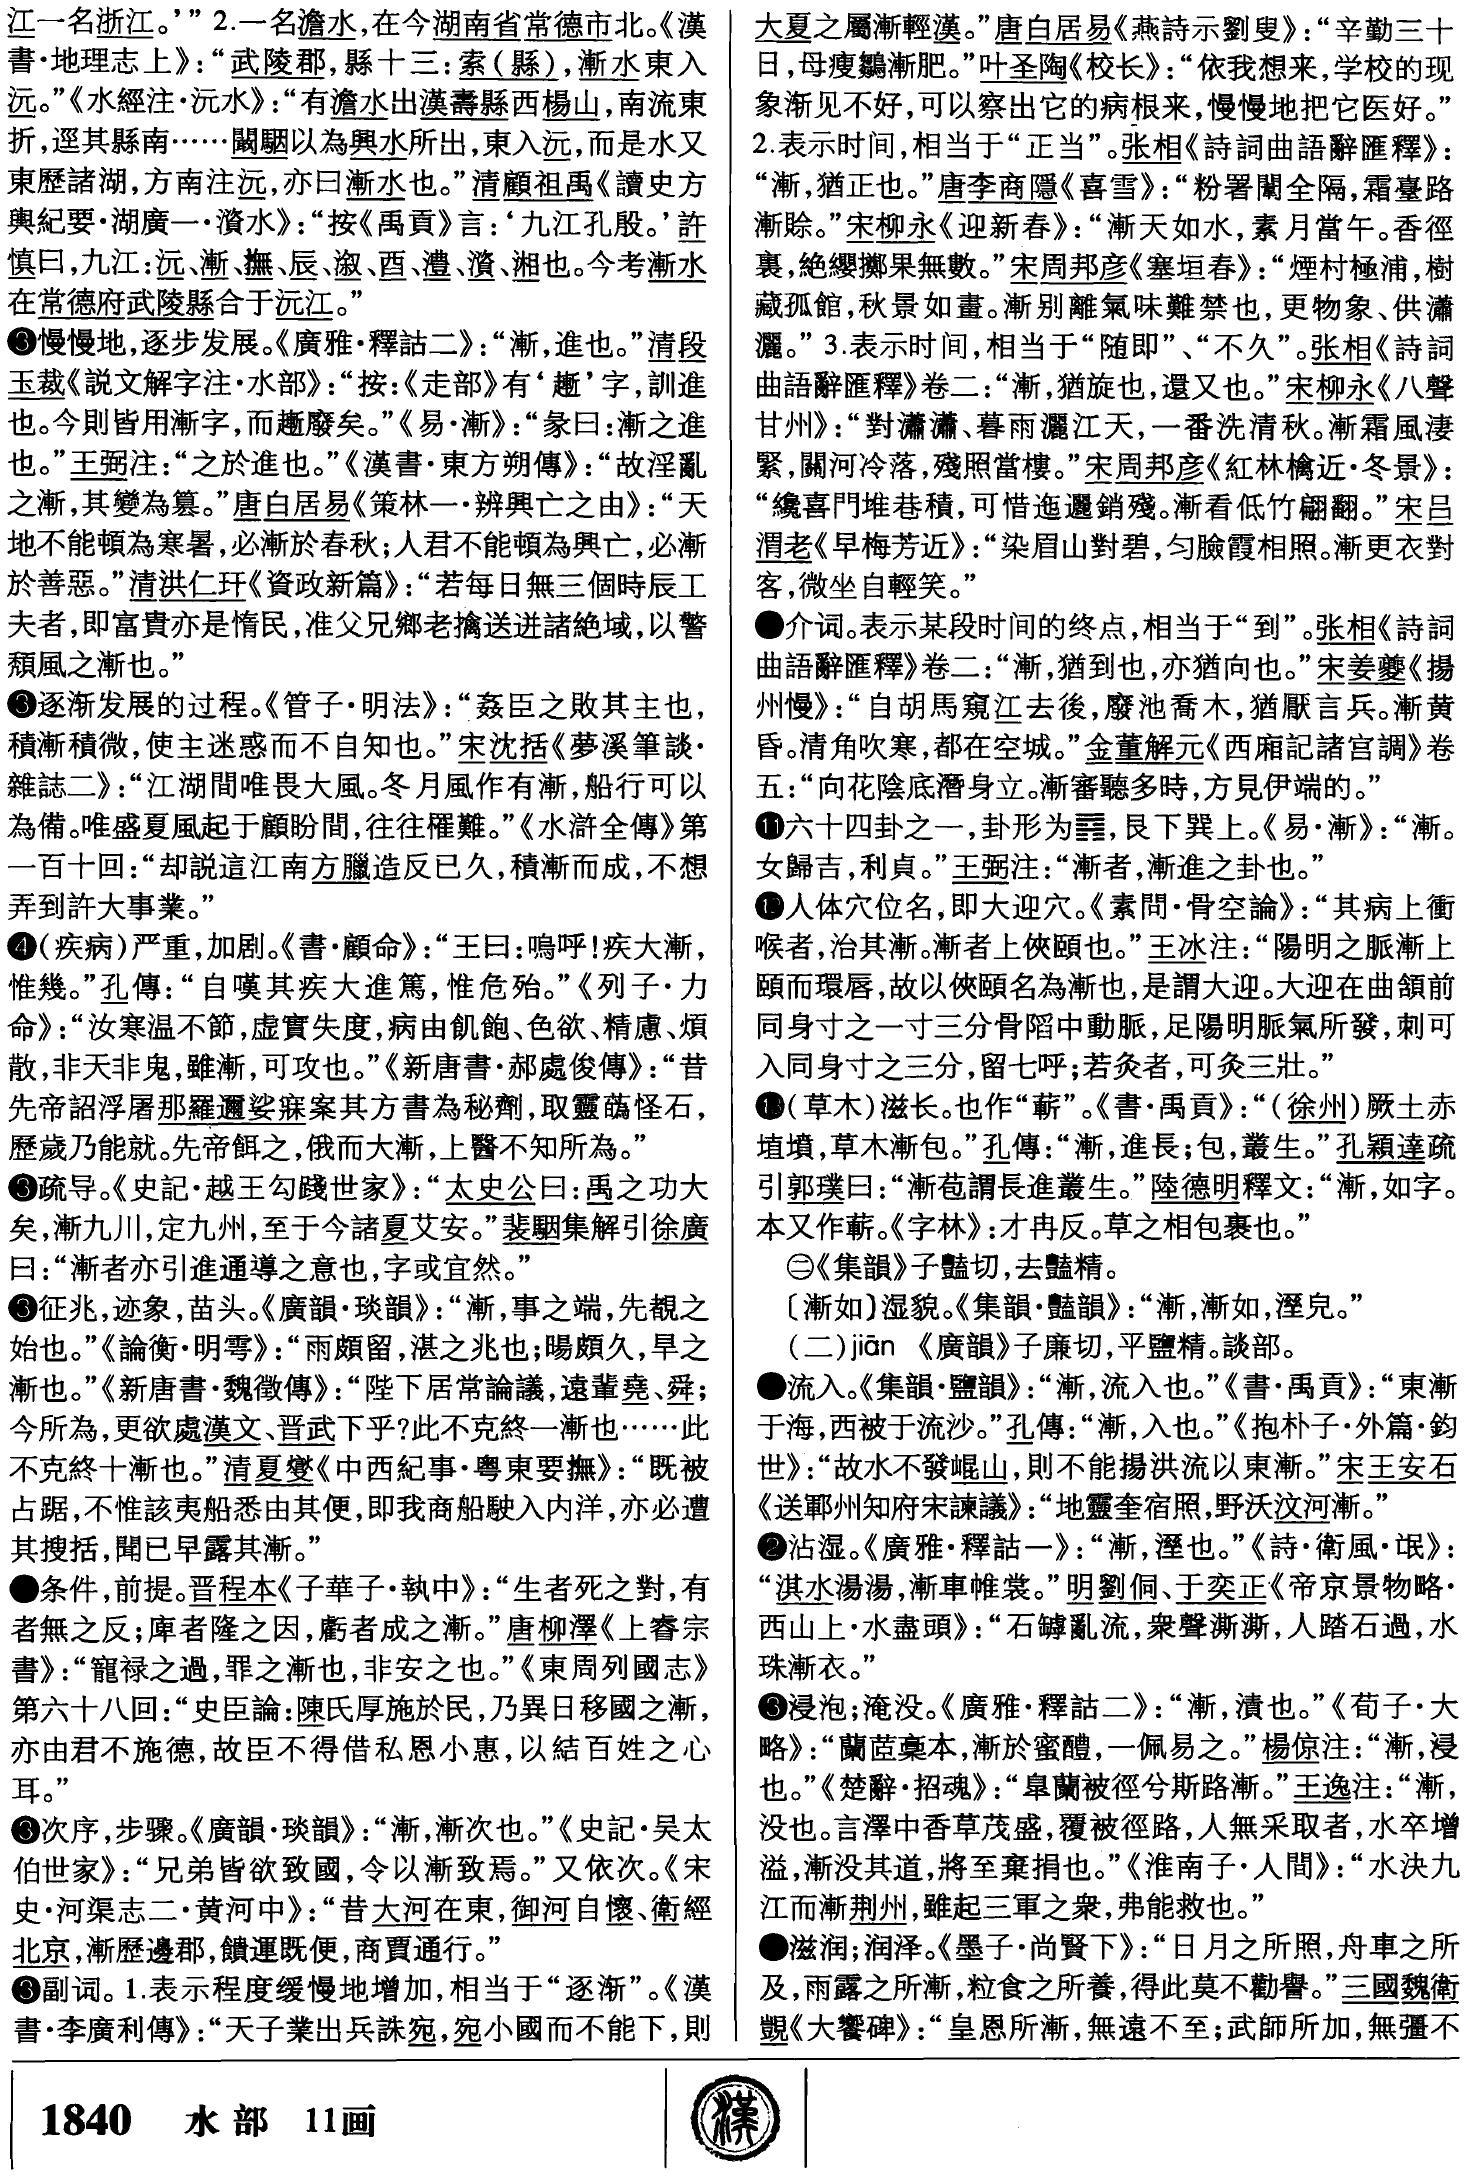 江一名浙江。’”2.一名澹水,在今湖南省常德市北。《漢
書·地理志上》:“武陵郡,縣十三:索(縣),漸水東入
沅。”《水經注·沅水》:“有澹水出漢壽縣西楊山,南流東
折,逕其縣南……闞駰以為興水所出,東入沅,而是水又
東歷諸湖,方南注沅,亦曰漸水也。”清顧祖禹《讀史方
輿紀要·湖廣一·澬水》:“按《禹貢》言:‘九江孔殷。’許
慎曰,九江:沅、漸、撫、辰、溆、酉、澧、澬、湘也。今考漸水
在常德府武陵縣合于沅江。”
❸慢慢地,逐步发展。《廣雅·釋詁二》:“漸,進也。”清段
玉裁《説文解字注·水部》:“按:《走部》有‘趰’字,訓進
也。今則皆用漸字,而趰廢矣。”《易·漸》:“彖曰:漸之進
也。”王弼注:“之於進也。”《漢書·東方朔傳》:“故淫亂
之漸,其變為篡。”唐白居易《策林一·辨興亡之由》:“天
地不能頓為寒暑,必漸於春秋;人君不能頓為興亡,必漸
於善惡。”清洪仁玕《資政新篇》:“若每日無三個時辰工
夫者,即富貴亦是惰民,准父兄鄉老擒送迸諸絶域,以警
頽風之漸也。”
❸逐渐发展的过程。《管子·明法》:“姦臣之敗其主也,
積漸積微,使主迷惑而不自知也。”宋沈括《夢溪筆談·
雜誌二》:“江湖間唯畏大風。冬月風作有漸,船行可以
為備。唯盛夏風起于顧盼間,往往罹難。”《水滸全傳》第
一百十回:“却説這江南方臘造反已久,積漸而成,不想
弄到許大事業。”
❹(疾病)严重,加剧。《書·顧命》:“王曰:嗚呼!疾大漸,
惟幾。”孔傳:“自嘆其疾大進篤,惟危殆。”《列子·力
命》:“汝寒温不節,虚實失度,病由飢飽、色欲、精慮、煩
散,非天非鬼,雖漸,可攻也。”《新唐書·郝處俊傳》:“昔
先帝詔浮屠那羅邇娑寐案其方書為秘劑,取靈蘤怪石,
歷歲乃能就。先帝餌之,俄而大漸,上醫不知所為。”
❸疏导。《史記·越王勾踐世家》:“太史公曰:禹之功大
矣,漸九川,定九州,至于今諸夏艾安。”裴駰集解引徐廣
曰:“漸者亦引進通導之意也,字或宜然。”
❸征兆,迹象,苗头。《廣韻·琰韻》:“漸,事之端,先覩之
始也。”《論衡·明雩》:“雨頗留,湛之兆也;暘頗久,旱之
漸也。”《新唐書·魏徵傳》:“陛下居常論議,遠輩堯、舜;
今所為,更欲處漢文、晋武下乎?此不克終一漸也……此
不克終十漸也。”清夏燮《中西紀事·粤東要撫》:“既被
占踞,不惟該夷船悉由其便,即我商船駛入内洋,亦必遭
其搜括,聞已早露其漸。”
●条件,前提。晋程本《子華子·執中》:“生者死之對,有
者無之反;庳者隆之因,虧者成之漸。”唐柳澤《上睿宗
書》:“寵禄之過,罪之漸也,非安之也。”《東周列國志》
第六十八回:“史臣論:陳氏厚施於民,乃異日移國之漸,
亦由君不施德,故臣不得借私恩小惠,以結百姓之心
耳。”
❸次序,步骤。《廣韻·琰韻》:“漸,漸次也。”《史記·吴太
伯世家》:“兄弟皆欲致國,令以漸致焉。”又依次。《宋
史·河渠志二·黄河中》:“昔大河在東,御河自懷、衛經
北京,漸歷邊郡,饋運既便,商賈通行。”
❸副词。1.表示程度缓慢地增加,相当于“逐渐”。《漢
書·李廣利傳》:“天子業出兵誅宛,宛小國而不能下,則
大夏之屬漸輕漢。”唐白居易《燕詩示劉叟》:“辛勤三十
日,母瘦鶵漸肥。”叶圣陶《校长》:“依我想来,学校的现
象渐见不好,可以察出它的病根来,慢慢地把它医好。”
2.表示时间,相当于“正当”。张相《詩詞曲語辭匯釋》:
“漸,猶正也。”唐李商隱《喜雪》:“粉署闈全隔,霜臺路
漸賒。”宋柳永《迎新春》:“漸天如水,素月當午。香徑
裏,絶纓擲果無數。”宋周邦彦《塞垣春》:“煙村極浦,樹
藏孤館,秋景如畫。漸别離氣味難禁也,更物象、供瀟
灑。”3.表示时间,相当于“随即”、“不久”。张相《詩詞
曲語辭匯釋》卷二:“漸,猶旋也,還又也。”宋柳永《八聲
甘州》:“對瀟瀟、暮雨灑江天,一番洗清秋。漸霜風淒
緊,關河冷落,殘照當樓。”宋周邦彦《紅林檎近·冬景》:
“纔喜門堆巷積,可惜迤邐銷殘。漸看低竹翩翻。”宋吕
渭老《早梅芳近》:“染眉山對碧,匀臉霞相照。漸更衣對
客,微坐自輕笑。”
●介词。表示某段时间的终点,相当于“到”。张相《詩詞
曲語辭匯釋》卷二:“漸,猶到也,亦猶向也。”宋姜夔《揚
州慢》:“自胡馬窺江去後,廢池喬木,猶厭言兵。漸黄
昏。清角吹寒,都在空城。”金董解元《西廂記諸宫調》卷
五:“向花陰底潛身立。漸審聽多時,方見伊端的。”
⓫六十四卦之一,卦形为䷴,艮下巽上。《易·漸》:“漸。
女歸吉,利貞。”王弼注:“漸者,漸進之卦也。”
⓬人体穴位名,即大迎穴。《素問·骨空論》:“其病上衝
喉者,治其漸。漸者上俠頤也。”王冰注:“陽明之脈漸上
頤而環唇,故以俠頤名為漸也,是謂大迎。大迎在曲頷前
同身寸之一寸三分骨䧟中動脈,足陽明脈氣所發,刺可
入同身寸之三分,留七呼;若灸者,可灸三壯。”
⓭(草木)滋长。也作“蔪”。《書·禹貢》:“(徐州)厥土赤
埴墳,草木漸包。”孔傳:“漸,進長;包,叢生。”孔穎達疏
引郭璞曰:“漸苞謂長進叢生。”陸德明釋文:“漸,如字。
本又作蔪。《字林》:才冉反。草之相包裹也。”
㊁《集韻》子豔切,去豔精。
〔漸如〕湿貌。《集韻·豔韻》:“漸,漸如,溼皃。”
(二)jiān 《廣韻》子廉切,平鹽精。談部。
●流入。《集韻·鹽韻》:“漸,流入也。”《書·禹貢》:“東漸
于海,西被于流沙。”孔傳:“漸,入也。”《抱朴子·外篇·鈞
世》:“故水不發崐山,則不能揚洪流以東漸。”宋王安石
《送鄆州知府宋諫議》:“地靈奎宿照,野沃汶河漸。”
❷沾湿。《廣雅·釋詁一》:“漸,溼也。”《詩·衛風·氓》:
“淇水湯湯,漸車帷裳。”明劉侗、于奕正《帝京景物略·
西山上·水盡頭》:“石罅亂流,衆聲澌澌,人踏石過,水
珠漸衣。”
❸浸泡;淹没。《廣雅·釋詁二》:“漸,漬也。”《荀子·大
略》:“蘭茝藁本,漸於蜜醴,一佩易之。”楊倞注:“漸,浸
也。”《楚辭·招魂》:“皐蘭被徑兮斯路漸。”王逸注:“漸,
没也。言澤中香草茂盛,覆被徑路,人無采取者,水卒增
溢,漸没其道,將至棄捐也。”《淮南子·人間》:“水決九
江而漸荆州,雖起三軍之衆,弗能救也。”
●滋润;润泽。《墨子·尚賢下》:“日月之所照,舟車之所
及,雨露之所漸,粒食之所養,得此莫不勸譽。”三國魏衛
覬《大饗碑》:“皇恩所漸,無遠不至;武師所加,無彊不
1840 水部 11画
漢